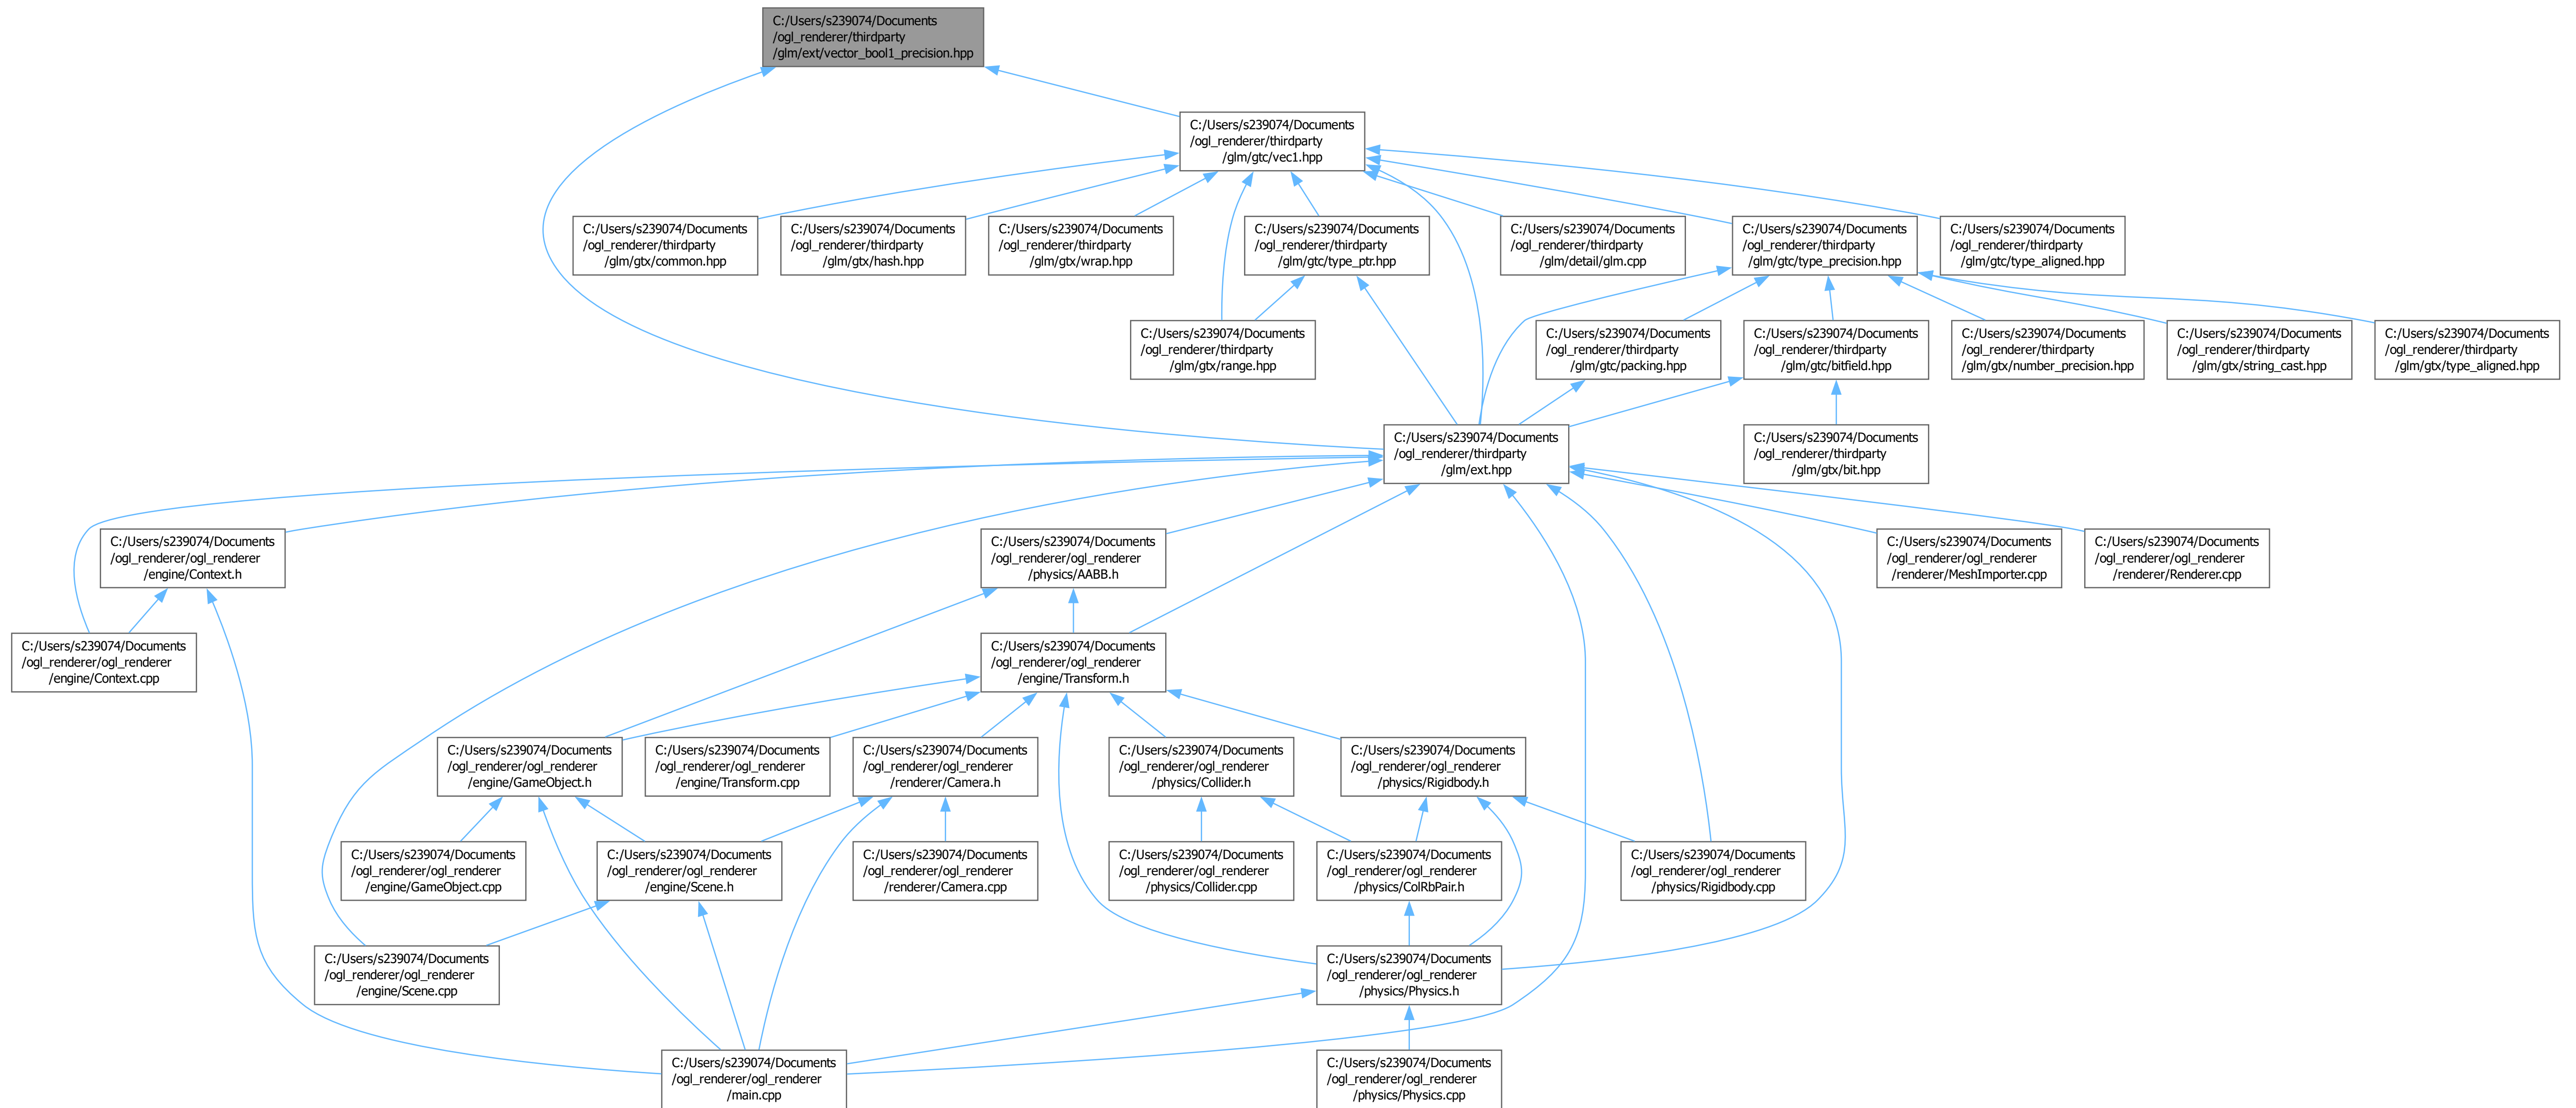 C:/Users/s239074/Documents
/ogl_renderer/thirdparty
/glm/ext/vector_bool1_precision.hpp
C:/Users/s239074/Documents
/ogl_renderer/thirdparty
/glm/gtc/vec1.hpp
C:/Users/s239074/Documents
/ogl_renderer/thirdparty
/glm/gtx/common.hpp
C:/Users/s239074/Documents
/ogl_renderer/thirdparty
/glm/gtx/hash.hpp
C:/Users/s239074/Documents
/ogl_renderer/thirdparty
/glm/gtx/wrap.hpp
C:/Users/s239074/Documents
/ogl_renderer/thirdparty
/glm/gtc/type_ptr.hpp
C:/Users/s239074/Documents
/ogl_renderer/thirdparty
/glm/detail/glm.cpp
C:/Users/s239074/Documents
/ogl_renderer/thirdparty
/glm/gtc/type_precision.hpp
C:/Users/s239074/Documents
/ogl_renderer/thirdparty
/glm/gtc/type_aligned.hpp
C:/Users/s239074/Documents
/ogl_renderer/thirdparty
/glm/gtx/range.hpp
C:/Users/s239074/Documents
/ogl_renderer/thirdparty
/glm/gtc/packing.hpp
C:/Users/s239074/Documents
/ogl_renderer/thirdparty
/glm/gtc/bitfield.hpp
C:/Users/s239074/Documents
/ogl_renderer/thirdparty
/glm/gtx/number_precision.hpp
C:/Users/s239074/Documents
/ogl_renderer/thirdparty
/glm/gtx/string_cast.hpp
C:/Users/s239074/Documents
/ogl_renderer/thirdparty
/glm/gtx/type_aligned.hpp
C:/Users/s239074/Documents
/ogl_renderer/thirdparty
/glm/ext.hpp
C:/Users/s239074/Documents
/ogl_renderer/thirdparty
/glm/gtx/bit.hpp
C:/Users/s239074/Documents
/ogl_renderer/ogl_renderer
/engine/Context.h
C:/Users/s239074/Documents
/ogl_renderer/ogl_renderer
/physics/AABB.h
C:/Users/s239074/Documents
/ogl_renderer/ogl_renderer
/renderer/MeshImporter.cpp
C:/Users/s239074/Documents
/ogl_renderer/ogl_renderer
/renderer/Renderer.cpp
C:/Users/s239074/Documents
/ogl_renderer/ogl_renderer
/engine/Context.cpp
C:/Users/s239074/Documents
/ogl_renderer/ogl_renderer
/engine/Transform.h
C:/Users/s239074/Documents
/ogl_renderer/ogl_renderer
/engine/GameObject.h
C:/Users/s239074/Documents
/ogl_renderer/ogl_renderer
/engine/Transform.cpp
C:/Users/s239074/Documents
/ogl_renderer/ogl_renderer
/renderer/Camera.h
C:/Users/s239074/Documents
/ogl_renderer/ogl_renderer
/physics/Collider.h
C:/Users/s239074/Documents
/ogl_renderer/ogl_renderer
/physics/Rigidbody.h
C:/Users/s239074/Documents
/ogl_renderer/ogl_renderer
/engine/GameObject.cpp
C:/Users/s239074/Documents
/ogl_renderer/ogl_renderer
/engine/Scene.h
C:/Users/s239074/Documents
/ogl_renderer/ogl_renderer
/renderer/Camera.cpp
C:/Users/s239074/Documents
/ogl_renderer/ogl_renderer
/physics/Collider.cpp
C:/Users/s239074/Documents
/ogl_renderer/ogl_renderer
/physics/ColRbPair.h
C:/Users/s239074/Documents
/ogl_renderer/ogl_renderer
/physics/Rigidbody.cpp
C:/Users/s239074/Documents
/ogl_renderer/ogl_renderer
/engine/Scene.cpp
C:/Users/s239074/Documents
/ogl_renderer/ogl_renderer
/physics/Physics.h
C:/Users/s239074/Documents
/ogl_renderer/ogl_renderer
/main.cpp
C:/Users/s239074/Documents
/ogl_renderer/ogl_renderer
/physics/Physics.cpp